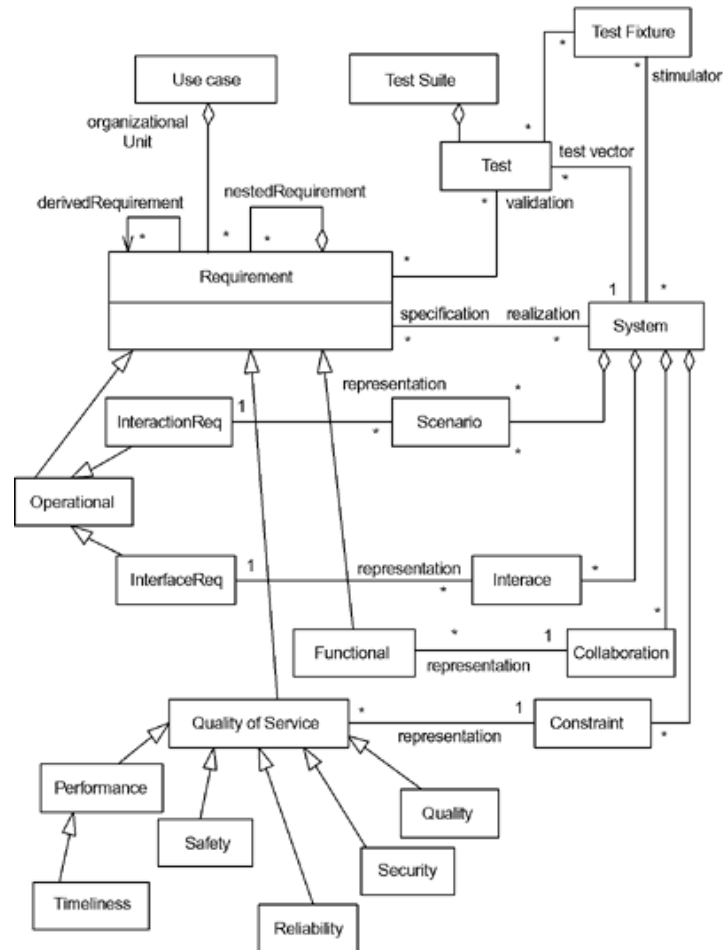 Test Fixture
*
*
stimulator
Use case
Test Suite
organizational
Unit
*
Test
test vector
*
derivedRequirement
nestedRequirement
*
validation
*
*
*
*
Requirement
1
*
specification
realization
System
*
*
representation
*
InteractionReq
1
*
Scenario
*
Operational
InterfaceReq
1
representation
*
Interace
*
*
Functional
*
1
Collaboration
representation
Quality of Service
*
1
Constraint
representation
*
Performance
Quality
Safety
Security
Timeliness
Reliability